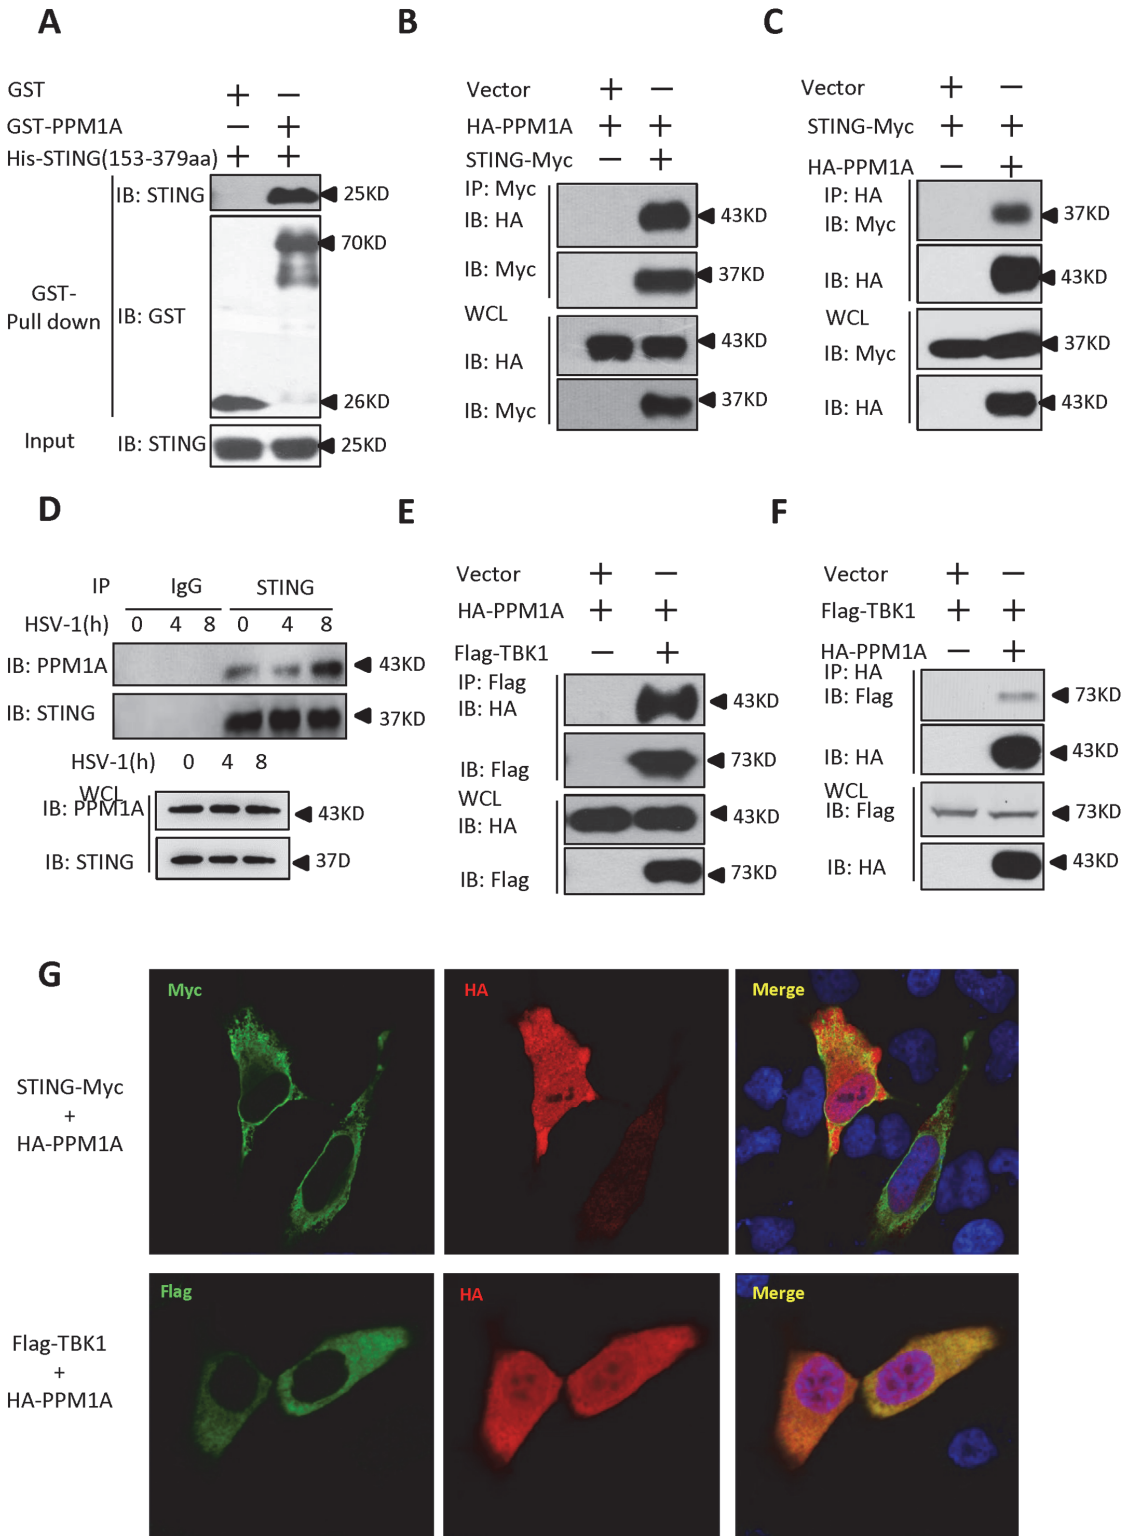 A
GST + −
GST-PPM1A − +
His-STING(153-379aa) + +
IB: STING 25KD
70KD
GST-
Pull down
IB: GST
26KD
Input IB: STING 25KD
B
Vector + −
HA-PPM1A + +
STING-Myc − +
IP: Myc
IB: HA 43KD
IB: Myc 37KD
WCL
IB: HA 43KD
IB: Myc 37KD
C
Vector + −
STING-Myc + +
HA-PPM1A − +
IP: HA
IB: Myc 37KD
IB: HA 43KD
WCL
IB: Myc 37KD
IB: HA 43KD
D
IP IgG STING
HSV-1(h) 0 4 8 0 4 8
IB: PPM1A 43KD
IB: STING 37KD
HSV-1(h) 0 4 8
WCL
IB: PPM1A 43KD
IB: STING 37D
E
Vector + −
HA-PPM1A + +
Flag-TBK1 − +
IP: Flag
IB: HA 43KD
IB: Flag 73KD
WCL
IB: HA 43KD
IB: Flag 73KD
F
Vector + −
Flag-TBK1 + +
HA-PPM1A − +
IP: HA
IB: Flag 73KD
IB: HA 43KD
WCL
IB: Flag 73KD
IB: HA 43KD
G
Myc HA Merge
STING-Myc
+
HA-PPM1A
Flag HA Merge
Flag-TBK1
+
HA-PPM1A